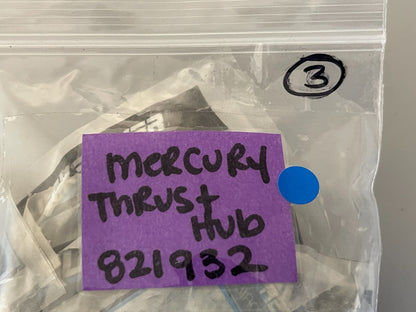 3
MERCURY
THRUST
HUB
821932